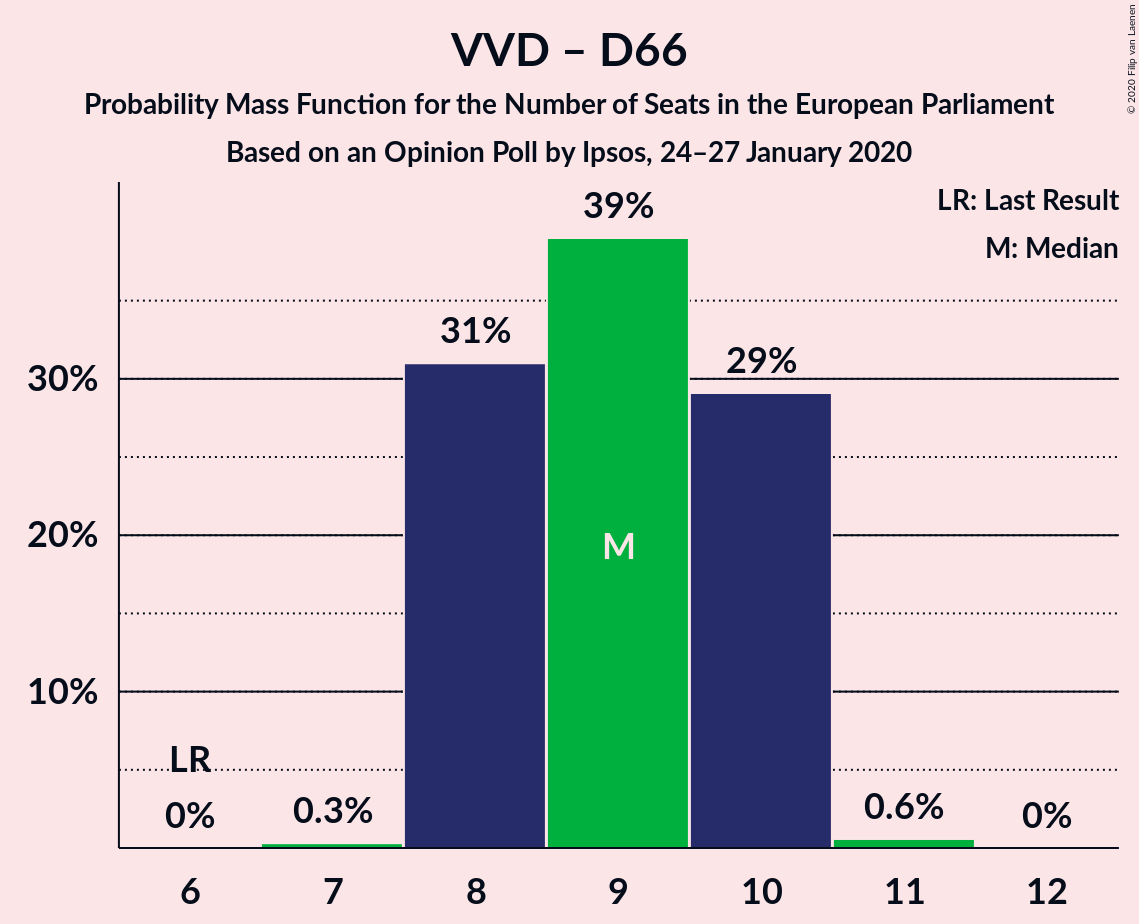 VVD – D66
Probability Mass Function for the Number of Seats in the European Parliament
Based on an Opinion Poll by Ipsos, 24–27 January 2020
© 2020 Filip van Laenen
LR: Last Result
M: Median
39%
31%
29%
30%
20%
10%
M
LR
0%
0.3%
0.6%
0%
6 7 8 9 10 11 12